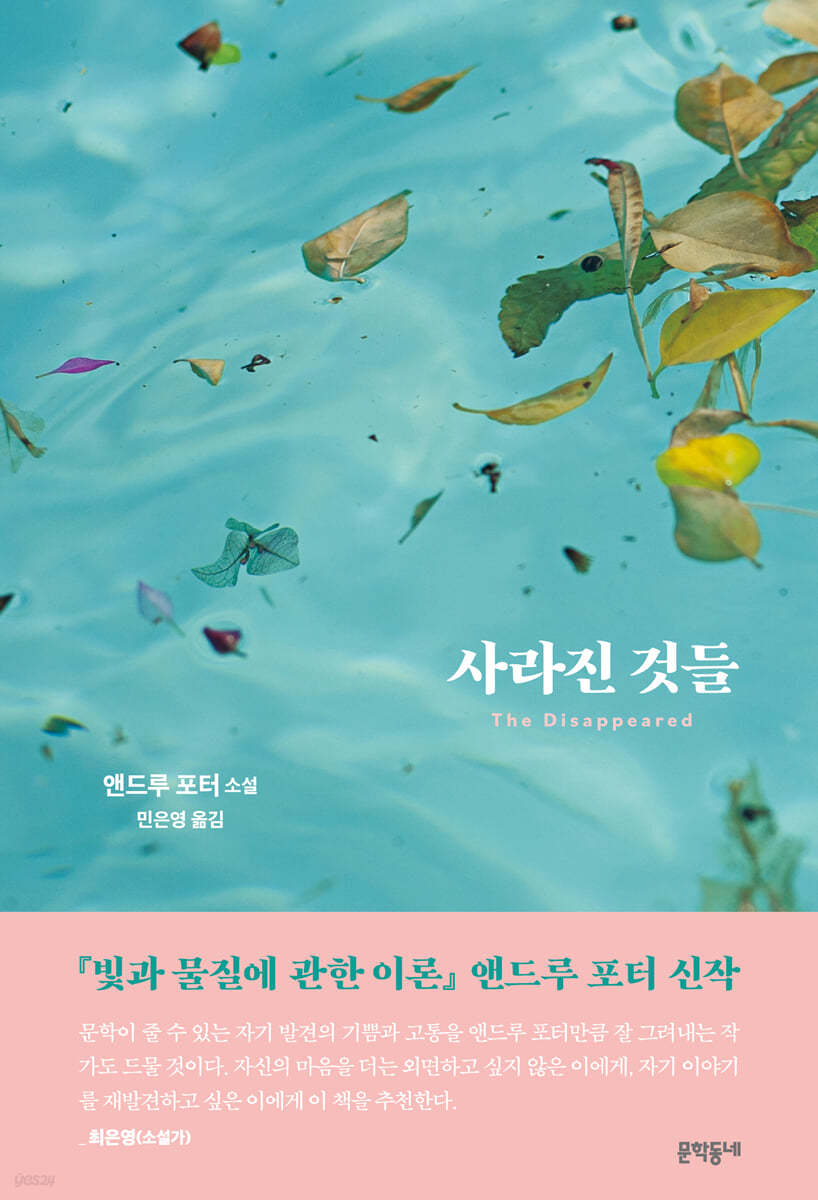 사라진 것들
The Disappeared
앤드루 포터 소설
민은영 옮김
『빛과 물질에 관한 이론』 앤드루 포터 신작
문학이 줄 수 있는 자기 발견의 기쁨과 고통을 앤드루 포터만큼 잘 그려내는 작
가도 드물 것이다. 자신의 마음을 더는 외면하고 싶지 않은 이에게, 자기 이야기
를 재발견하고 싶은 이에게 이 책을 추천한다.
_ 최은영(소설가)
문학동네
yes24